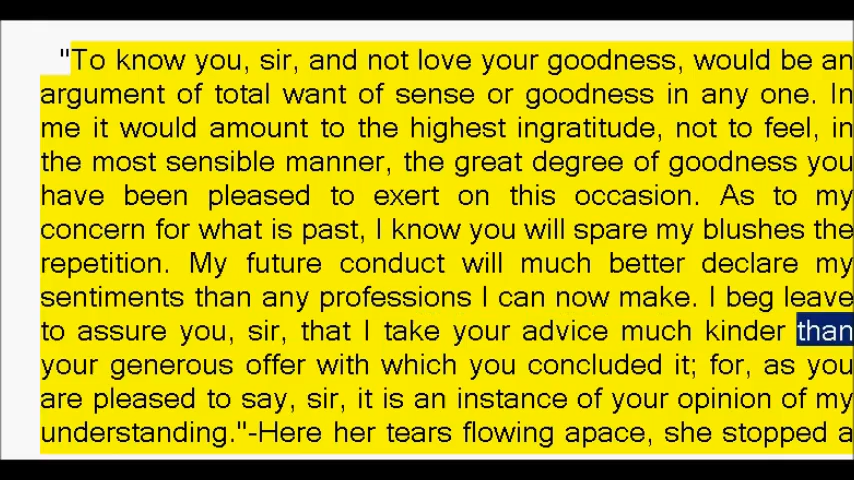 "To know you, sir, and not love your goodness, would be an
argument of total want of sense or goodness in any one. In
me it would amount to the highest ingratitude, not to feel, in
the most sensible manner, the great degree of goodness you
have been pleased to exert on this occasion. As to my
concern for what is past, I know you will spare my blushes the
repetition. My future conduct will much better declare my
sentiments than any professions I can now make. I beg leave
to assure you, sir, that I take your advice much kinder than
your generous offer with which you concluded it; for, as you
are pleased to say, sir, it is an instance of your opinion of my
understanding."-Here her tears flowing apace, she stopped a